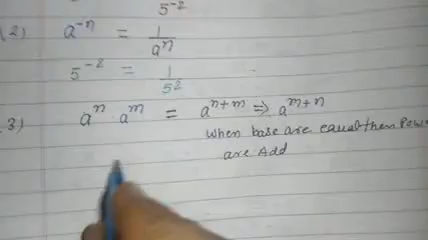 5⁻²
(2) a⁻ⁿ = 1/aⁿ
5⁻² = 1/5²
3) aⁿ · aᵐ = aⁿ⁺ᵐ ⇒ aᵐ⁺ⁿ
When base are equal then Pow
are Add